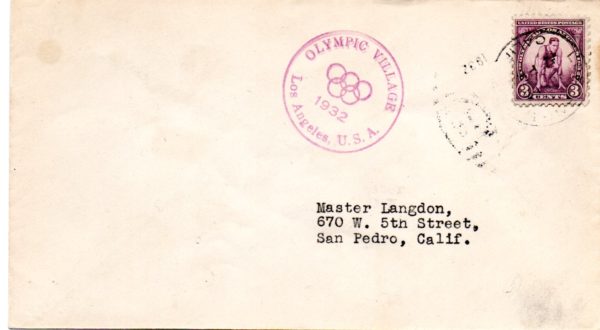 OLYMPIC VILLAGE
1932
Los Angeles, U.S.A.
UNITED STATES POSTAGE
3 CENTS 3
Master Langdon,
670 W. 5th Street,
San Pedro, Calif.